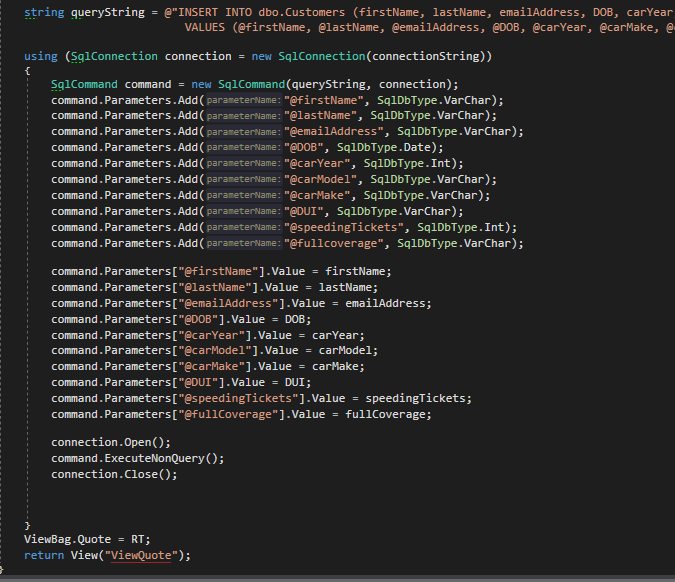 string queryString = @"INSERT INTO dbo.Customers (firstName, lastName, emailAddress, DOB, carYear
VALUES (@firstName, @lastName, @emailAddress, @DOB, @carYear, @carMake, @
using (SqlConnection connection = new SqlConnection(connectionString))
{
SqlCommand command = new SqlCommand(queryString, connection);
command.Parameters.Add(parameterName:"@firstName", SqlDbType.VarChar);
command.Parameters.Add(parameterName:"@lastName", SqlDbType.VarChar);
command.Parameters.Add(parameterName:"@emailAddress", SqlDbType.VarChar);
command.Parameters.Add(parameterName:"@DOB", SqlDbType.Date);
command.Parameters.Add(parameterName:"@carYear", SqlDbType.Int);
command.Parameters.Add(parameterName:"@carModel", SqlDbType.VarChar);
command.Parameters.Add(parameterName:"@carMake", SqlDbType.VarChar);
command.Parameters.Add(parameterName:"@DUI", SqlDbType.VarChar);
command.Parameters.Add(parameterName:"@speedingTickets", SqlDbType.Int);
command.Parameters.Add(parameterName:"@fullcoverage", SqlDbType.VarChar);
command.Parameters["@firstName"].Value = firstName;
command.Parameters["@lastName"].Value = lastName;
command.Parameters["@emailAddress"].Value = emailAddress;
command.Parameters["@DOB"].Value = DOB;
command.Parameters["@carYear"].Value = carYear;
command.Parameters["@carModel"].Value = carModel;
command.Parameters["@carMake"].Value = carMake;
command.Parameters["@DUI"].Value = DUI;
command.Parameters["@speedingTickets"].Value = speedingTickets;
command.Parameters["@fullCoverage"].Value = fullCoverage;
connection.Open();
command.ExecuteNonQuery();
connection.Close();
}
ViewBag.Quote = RT;
return View("ViewQuote");
}